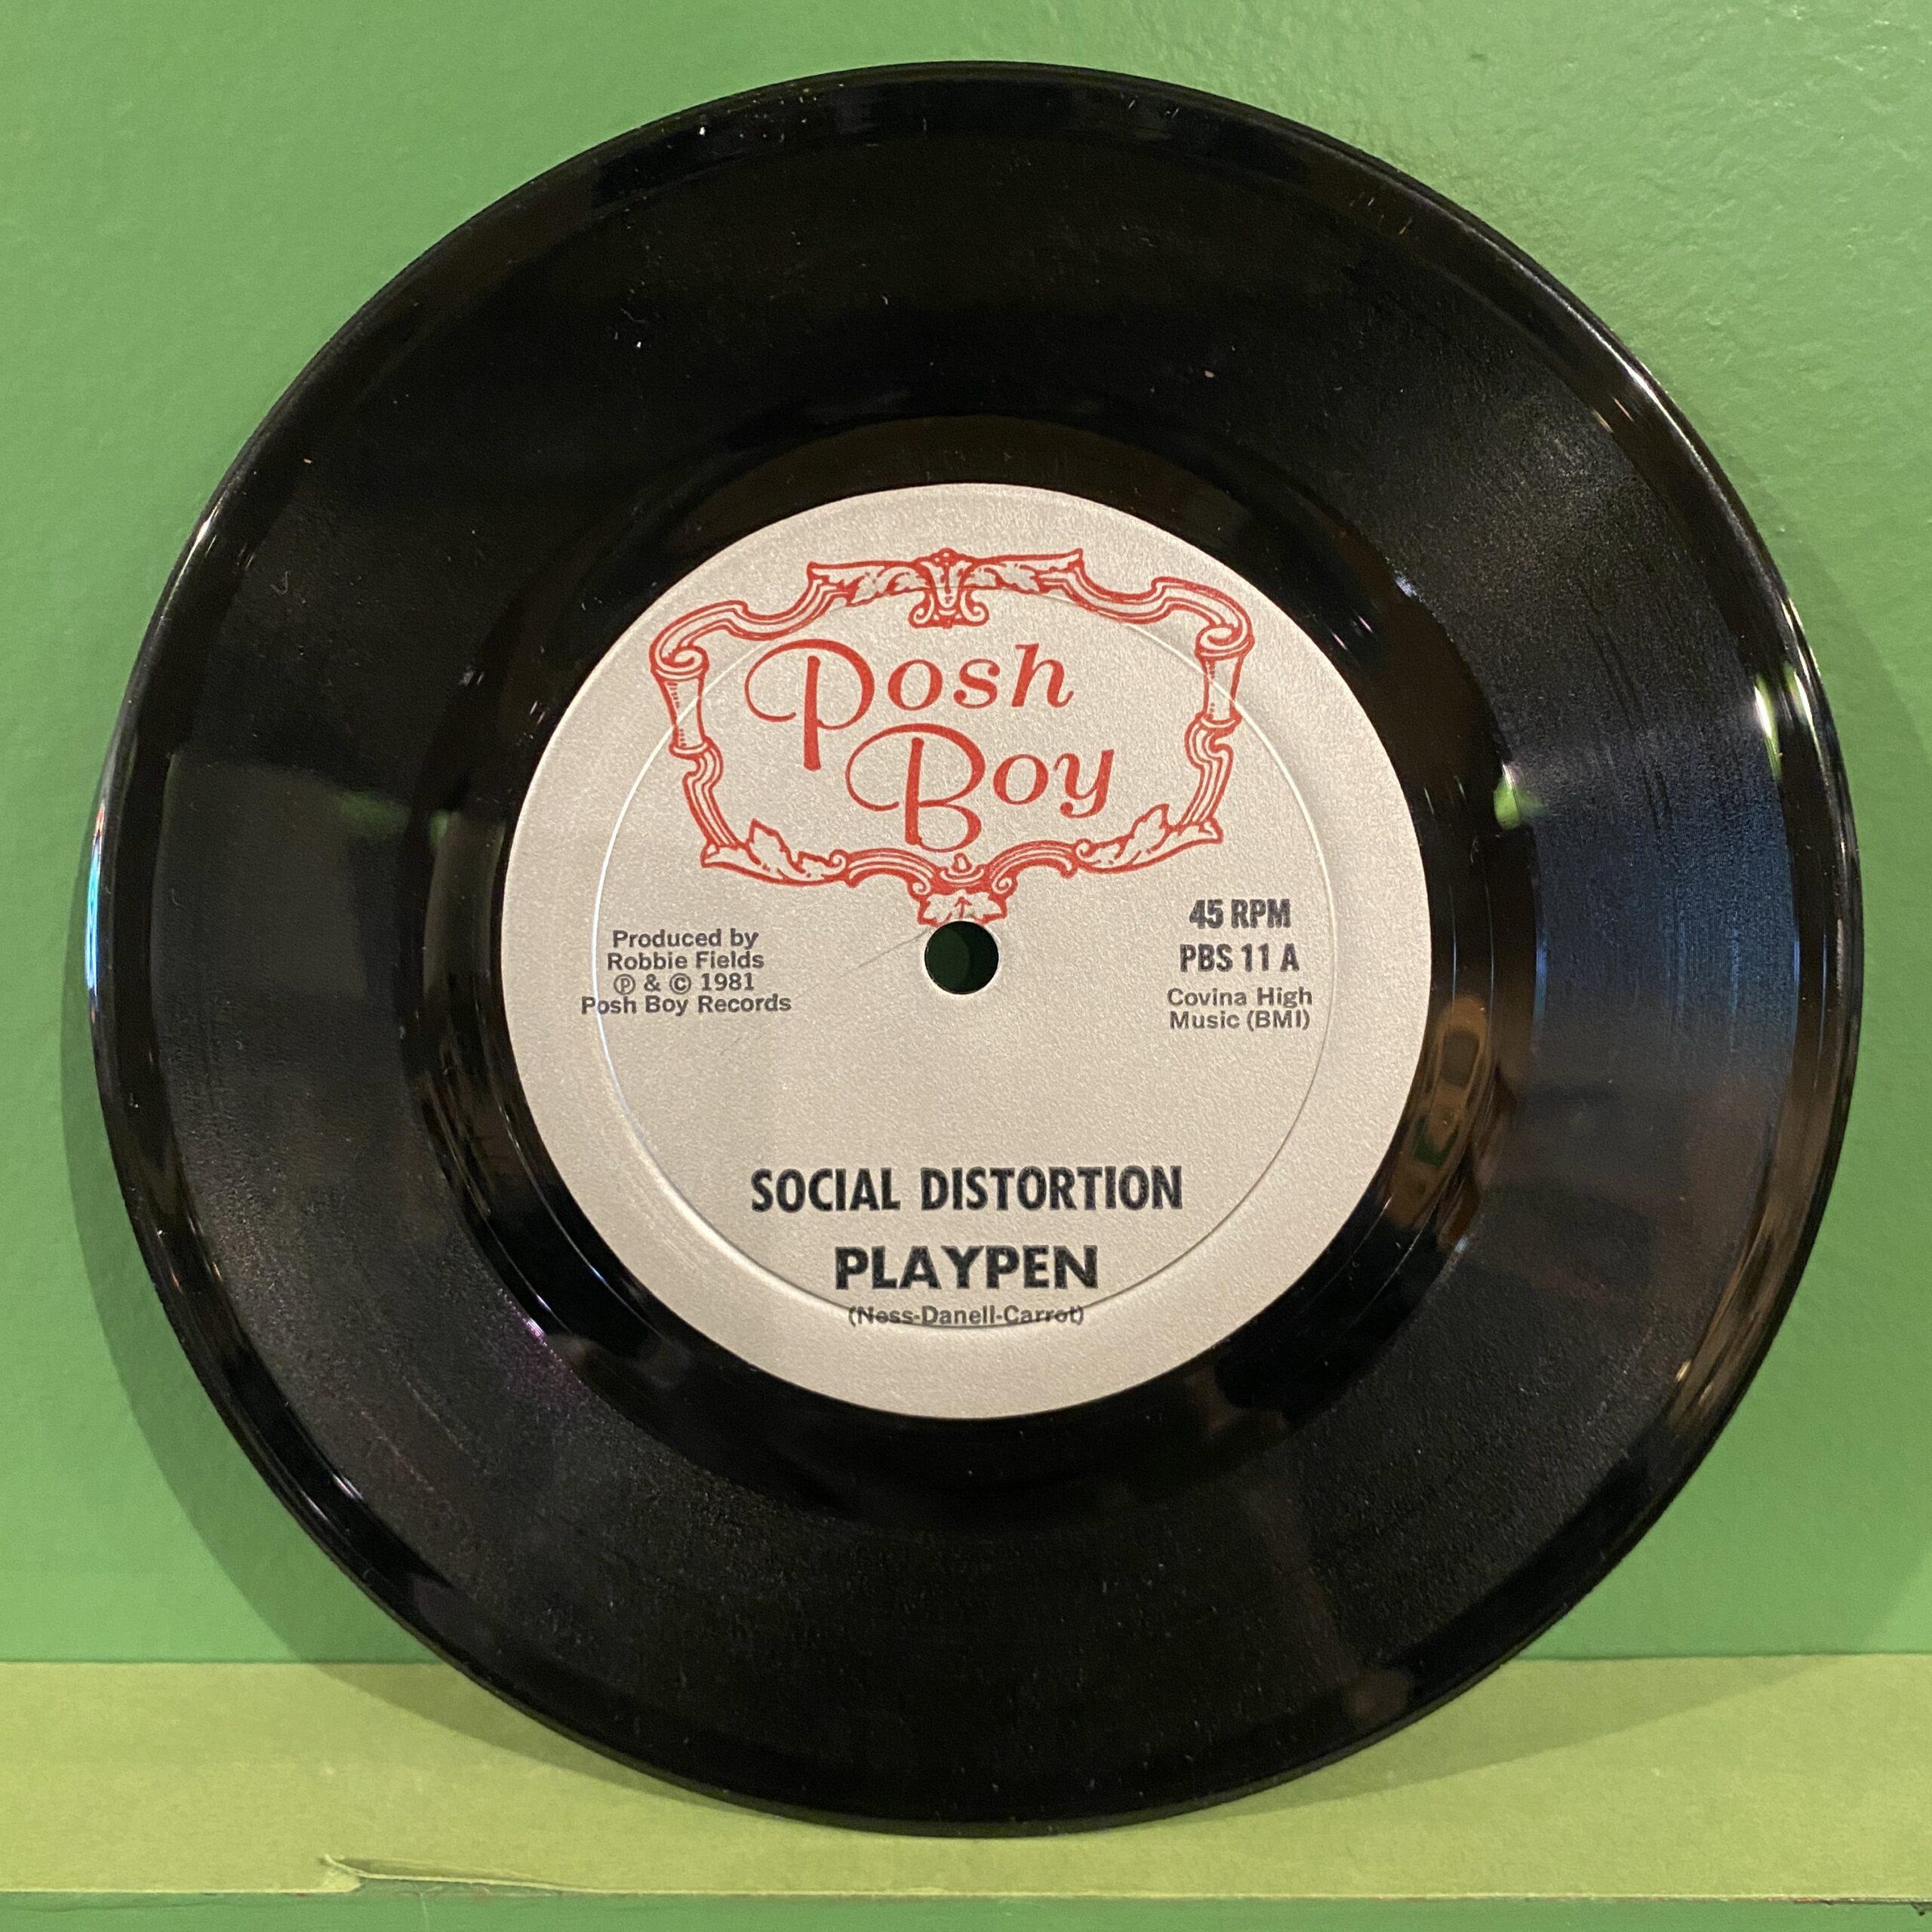 Posh
Boy
Produced by
Robbie Fields
℗ & © 1981
Posh Boy Records
45 RPM
PBS 11 A
Covina High
Music (BMI)
SOCIAL DISTORTION
PLAYPEN
(Ness-Danell-Carrot)